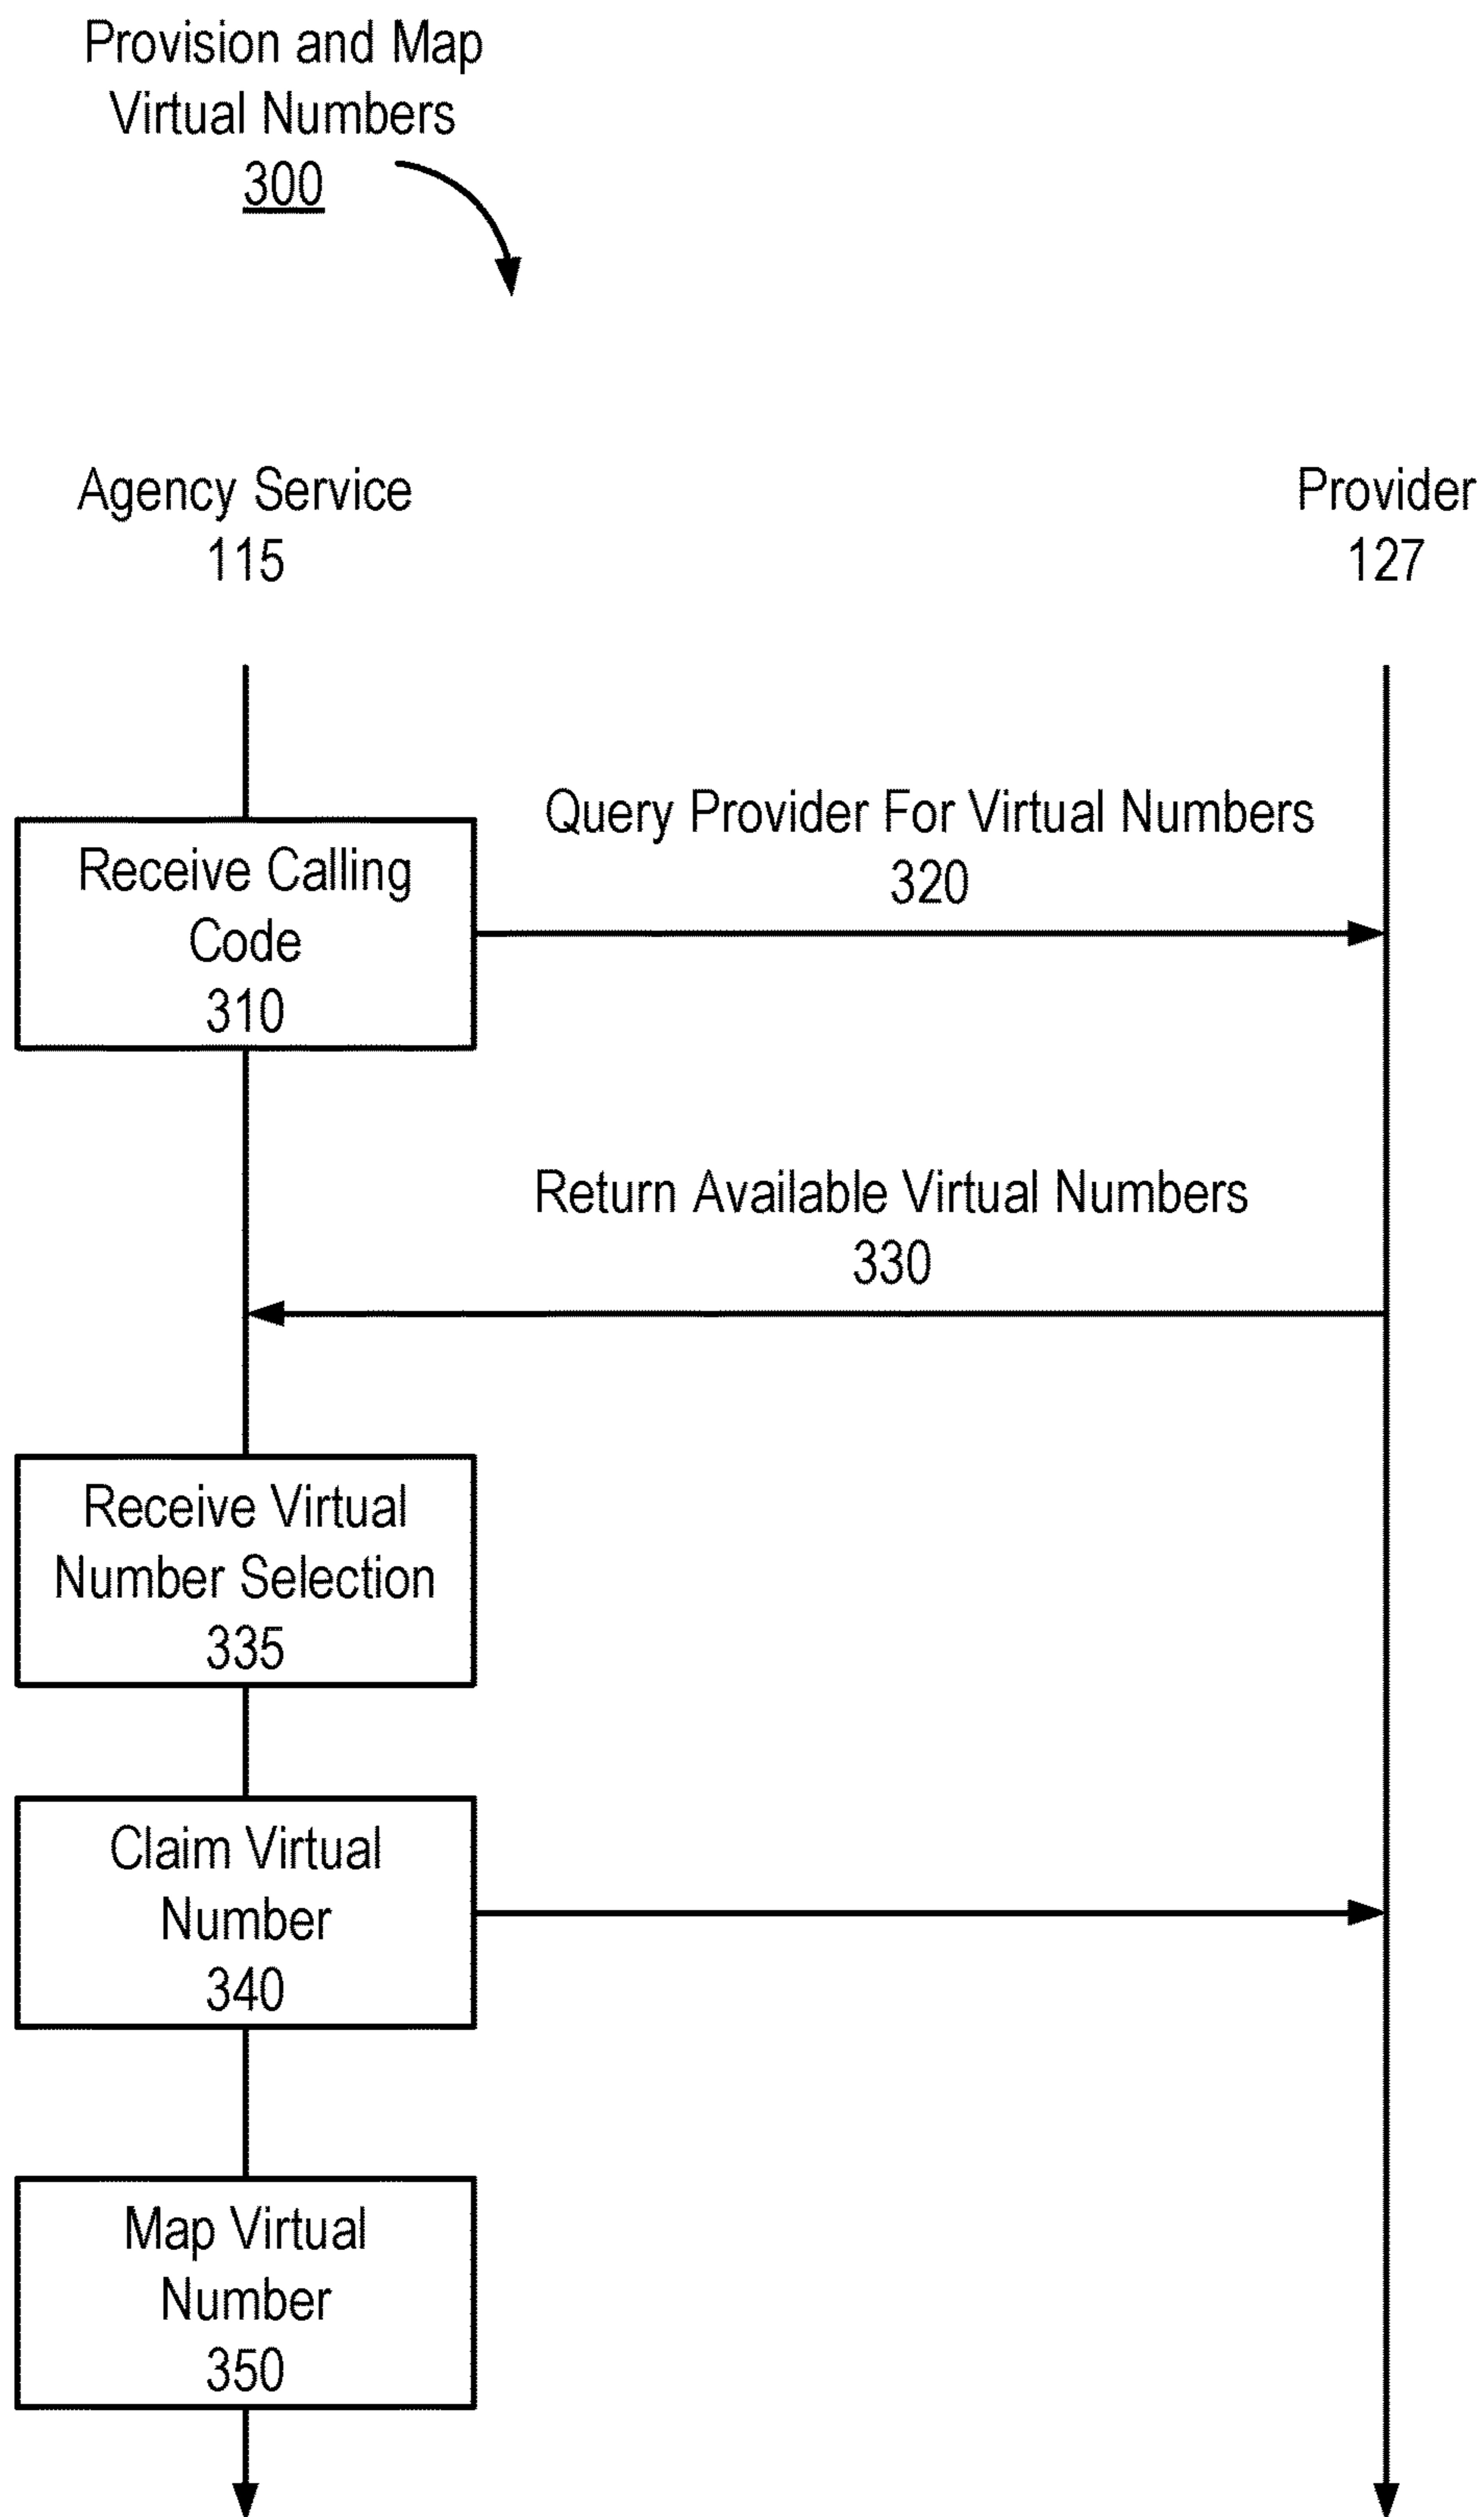 Provision and Map
Virtual Numbers
300
Agency Service
115
Provider
127
Receive Calling
Code
310
Query Provider For Virtual Numbers
320
Return Available Virtual Numbers
330
Receive Virtual
Number Selection
335
Claim Virtual
Number
340
Map Virtual
Number
350